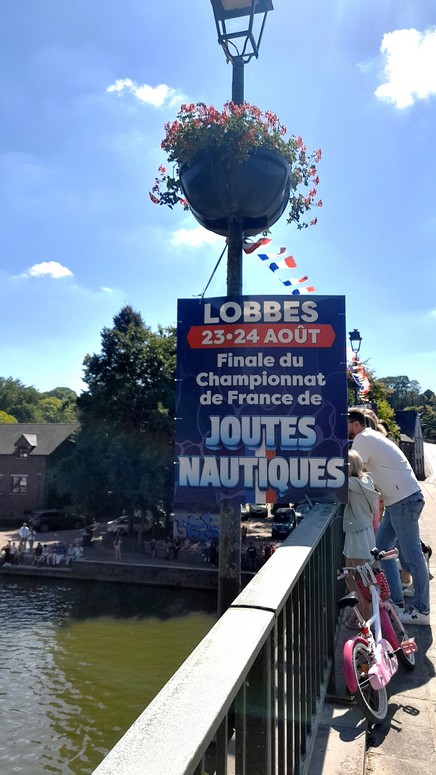 LOBBES
23•24 AOÛT
Finale du
Championnat
de France de
JOUTES
NAUTIQUES